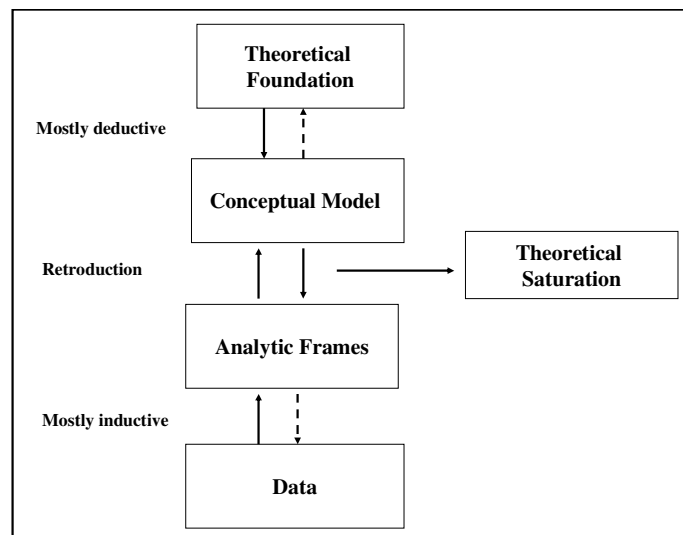 Theoretical
Foundation
Mostly deductive
Conceptual Model
Retroduction
Theoretical
Saturation
Analytic Frames
Mostly inductive
Data